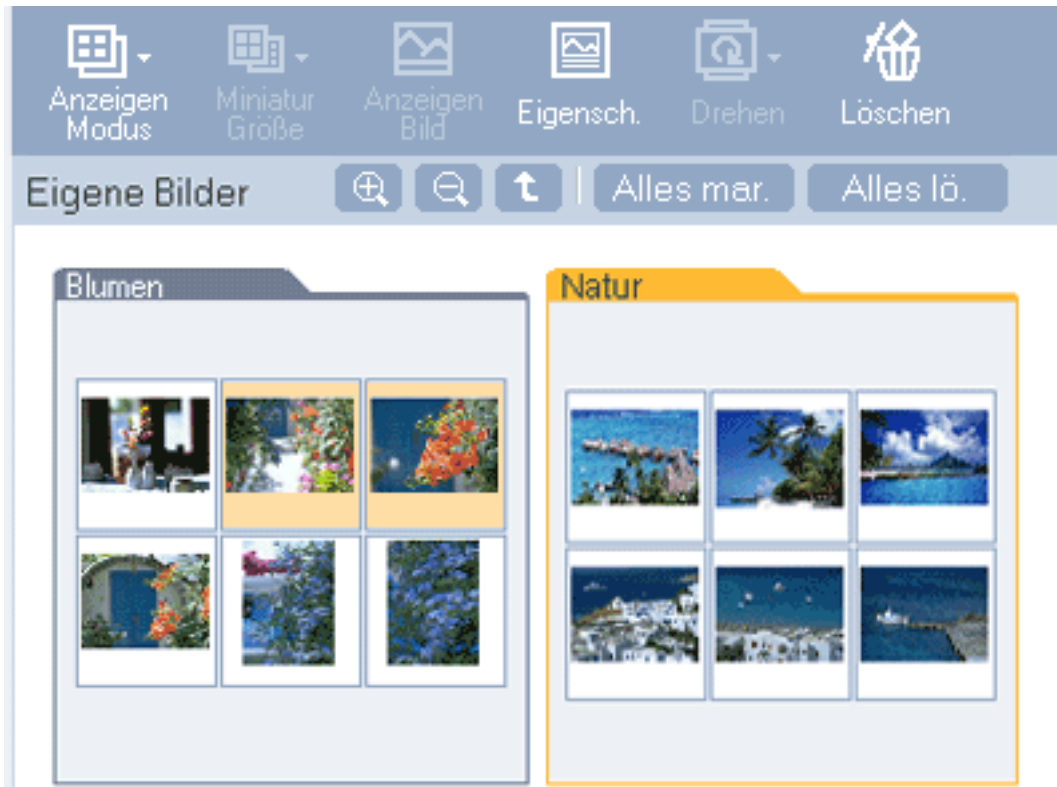 Anzeigen
Modus
Miniatur
Größe
Anzeigen
Bild
Eigensch.
Drehen
Löschen
Eigene Bilder
Alles mar.
Alles lö.
Blumen
Natur